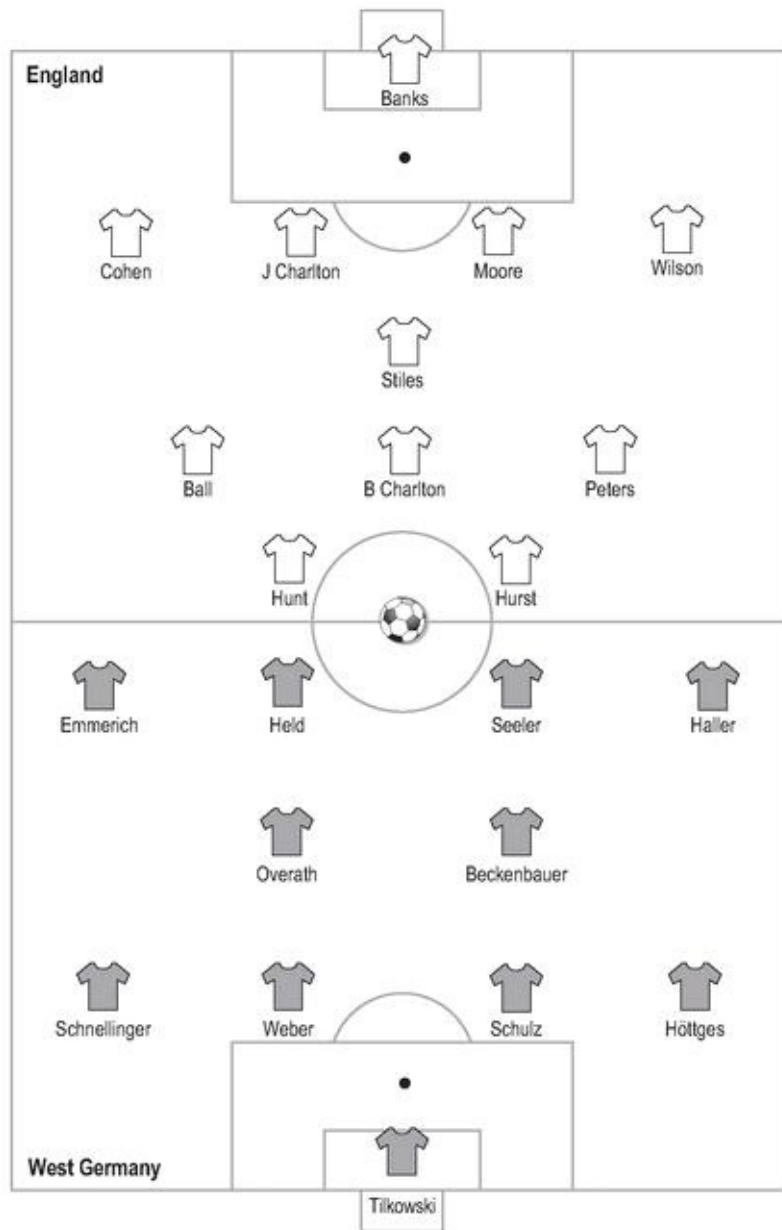 England
Banks
Cohen J Charlton Moore Wilson
Stiles
Ball B Charlton Peters
Hunt Hurst
Emmerich Held Seeler Haller
Overath Beckenbauer
Schnellinger Weber Schulz Höttges
West Germany
Tilkowski